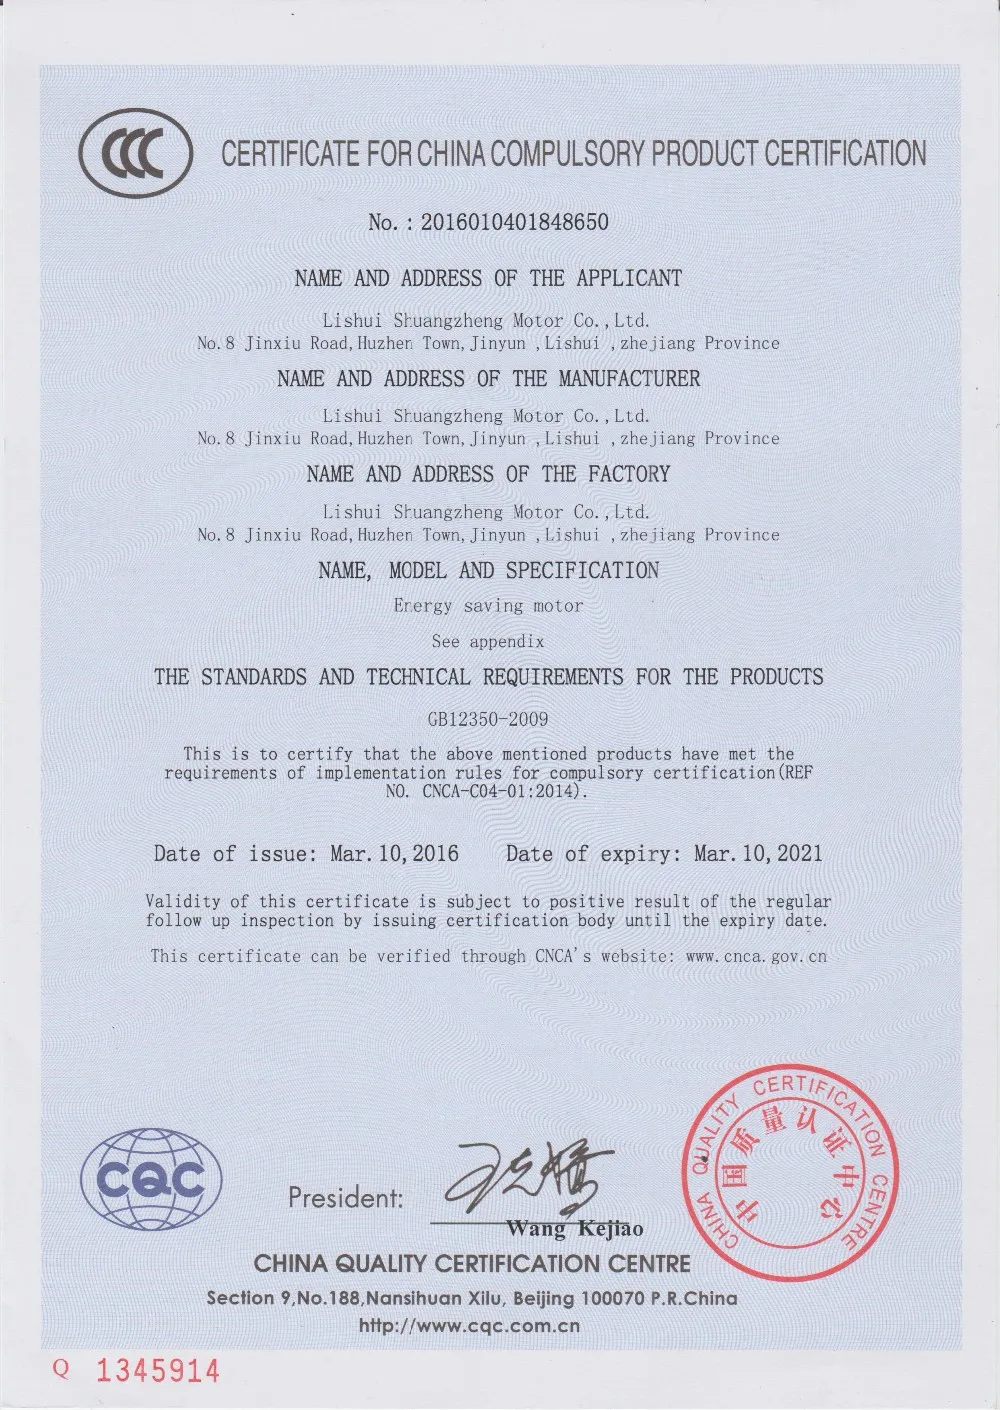 CCC
CERTIFICATE FOR CHINA COMPULSORY PRODUCT CERTIFICATION
No. : 2016010401848650
NAME AND ADDRESS OF THE APPLICANT
Lishui Shuangzheng Motor Co.,Ltd.
No.8 Jinxiu Road,Huzhen Town,Jinyun ,Lishui ,zhejiang Province
NAME AND ADDRESS OF THE MANUFACTURER
Lishui Shuangzheng Motor Co.,Ltd.
No.8 Jinxiu Road,Huzhen Town,Jinyun ,Lishui ,zhejiang Province
NAME AND ADDRESS OF THE FACTORY
Lishui Shuangzheng Motor Co.,Ltd.
No.8 Jinxiu Road,Huzhen Town,Jinyun ,Lishui ,zhejiang Province
NAME, MODEL AND SPECIFICATION
Energy saving motor
See appendix
THE STANDARDS AND TECHNICAL REQUIREMENTS FOR THE PRODUCTS
GB12350-2009
This is to certify that the above mentioned products have met the
requirements of implementation rules for compulsory certification(REF
NO. CNCA-C04-01:2014).
Date of issue: Mar.10,2016 Date of expiry: Mar.10,2021
Validity of this certificate is subject to positive result of the regular
follow up inspection by issuing certification body until the expiry date.
This certificate can be verified through CNCA's website: www.cnca.gov.cn
CHINA QUALITY CERTIFICATION CENTRE
中国质量认证中心
CQC
President:
王克娇
Wang Kejiao
CHINA QUALITY CERTIFICATION CENTRE
Section 9,No.188,Nansihuan Xilu, Beijing 100070 P.R.China
http://www.cqc.com.cn
Q 1345914